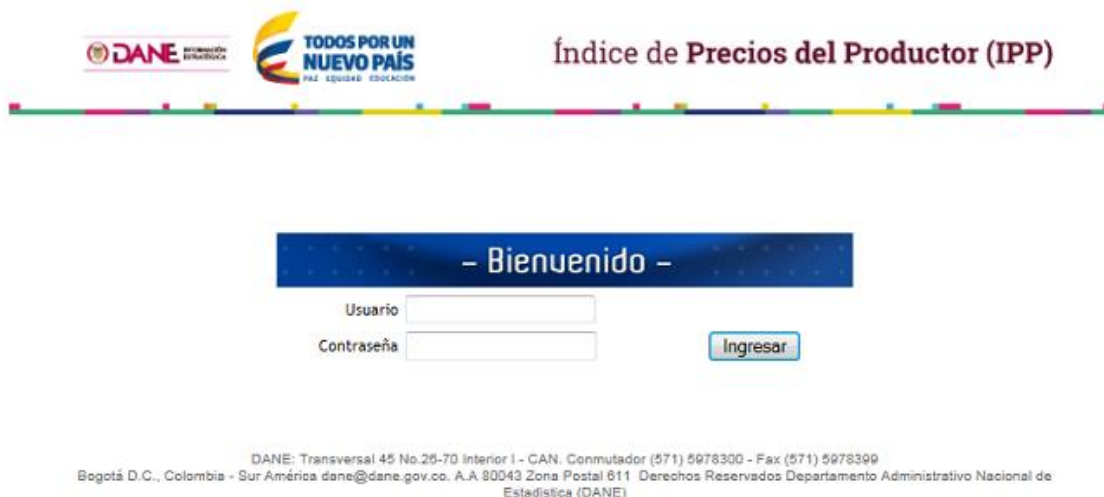 DANE INFORMACIÓN ESTRATÉGICA
TODOS POR UN
NUEVO PAÍS
PAZ EQUIDAD EDUCACIÓN
Índice de Precios del Productor (IPP)
– Bienvenido –
Usuario
Contraseña
Ingresar
DANE: Transversal 45 No.26-70 Interior I - CAN. Conmutador (571) 5978300 - Fax (571) 5978399
Bogotá D.C., Colombia - Sur América dane@dane.gov.co. A.A 80043 Zona Postal 611 Derechos Reservados Departamento Administrativo Nacional de
Estadística (DANE)